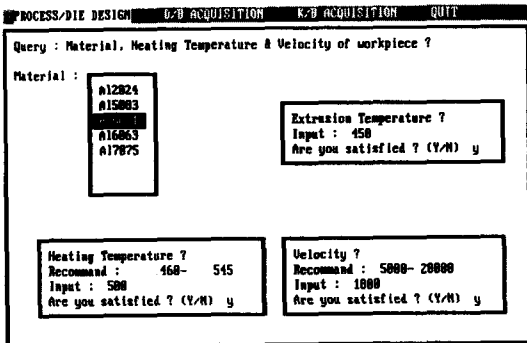 PROCESS/DIE DESIGN D/B ACQUISITION K/B ACQUISITION QUIT
Query : Material, Heating Temperature & Velocity of workpiece ?
Material :
Al2024
Al5083
Al6063
Al7075
Extrusion Temperature ?
Input : 450
Are you satisfied ? (Y/N) y
Heating Temperature ?
Recommand : 460- 545
Input : 500
Are you satisfied ? (Y/N) y
Velocity ?
Recommand : 5000- 20000
Input : 1000
Are you satisfied ? (Y/N) y